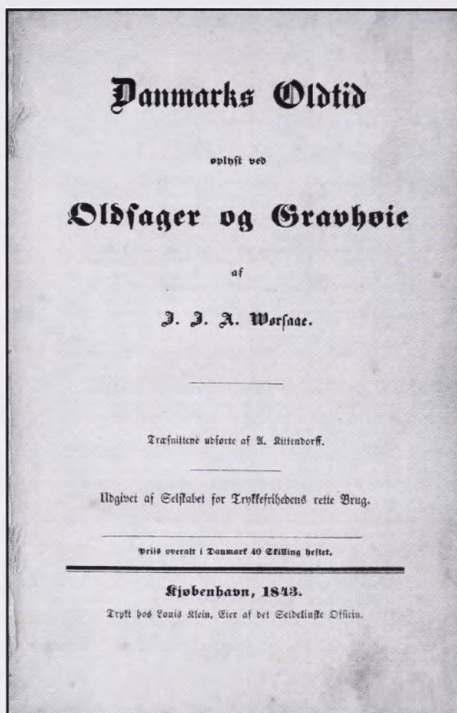 Danmarks Oldtid
oplyst ved
Oldsager og Gravhøie
af
J. J. A. Worsaae.
Træsnittene udførte af A. Kittendorff.
Udgivet af Selskabet for Trykkefrihedens rette Brug.
Priis overalt i Danmark 40 Skilling heftet.
Kjøbenhavn, 1843.
Trykt hos Louis Klein, Eier af det Seidelinske Officin.